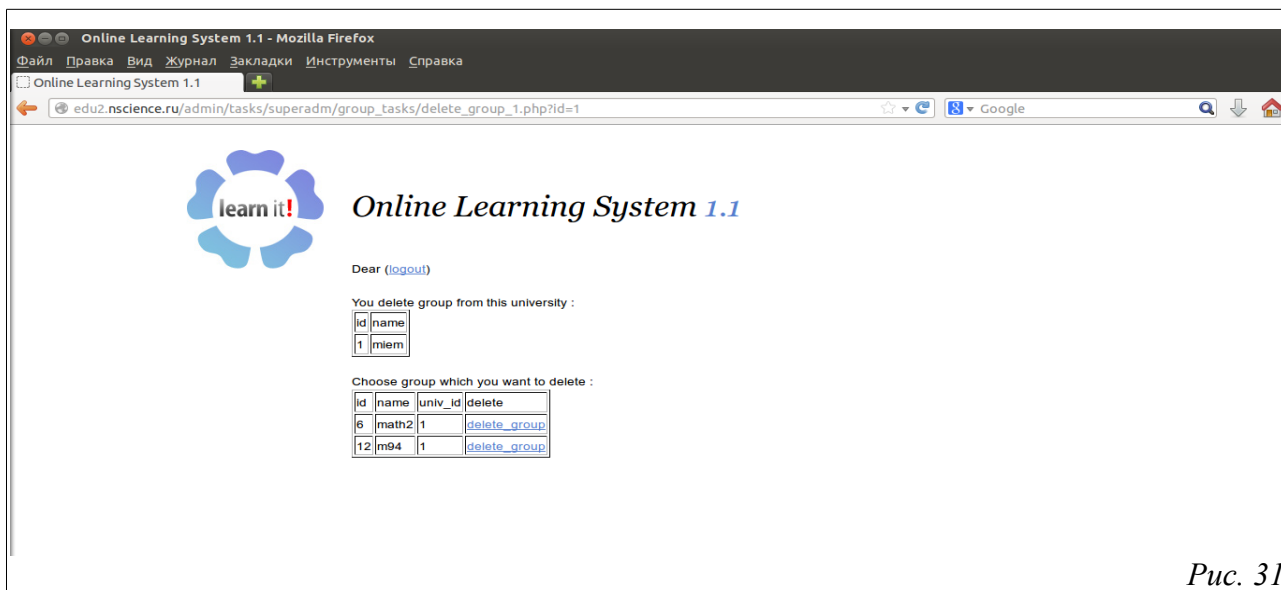 Online Learning System 1.1 - Mozilla Firefox
Файл Правка Вид Журнал Закладки Инструменты Справка
Online Learning System 1.1
edu2.nscience.ru/admin/tasks/superadm/group_tasks/delete_group_1.php?id=1 Google
learn it!
Online Learning System 1.1
Dear (logout)
You delete group from this university :
id name
1 miem
Choose group which you want to delete :
id name univ_id delete
6 math2 1 delete_group
12 m94 1 delete_group
Рис. 31